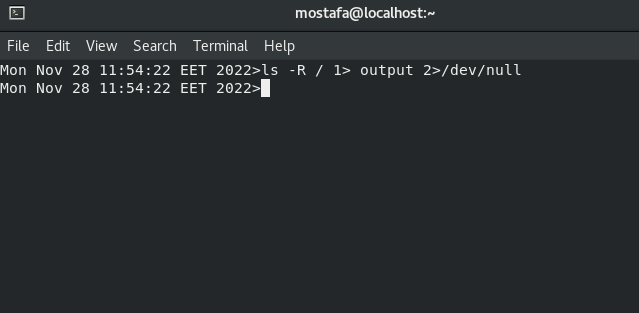 mostafa@localhost:~
File Edit View Search Terminal Help
Mon Nov 28 11:54:22 EET 2022>ls -R / 1> output 2>/dev/null
Mon Nov 28 11:54:22 EET 2022>